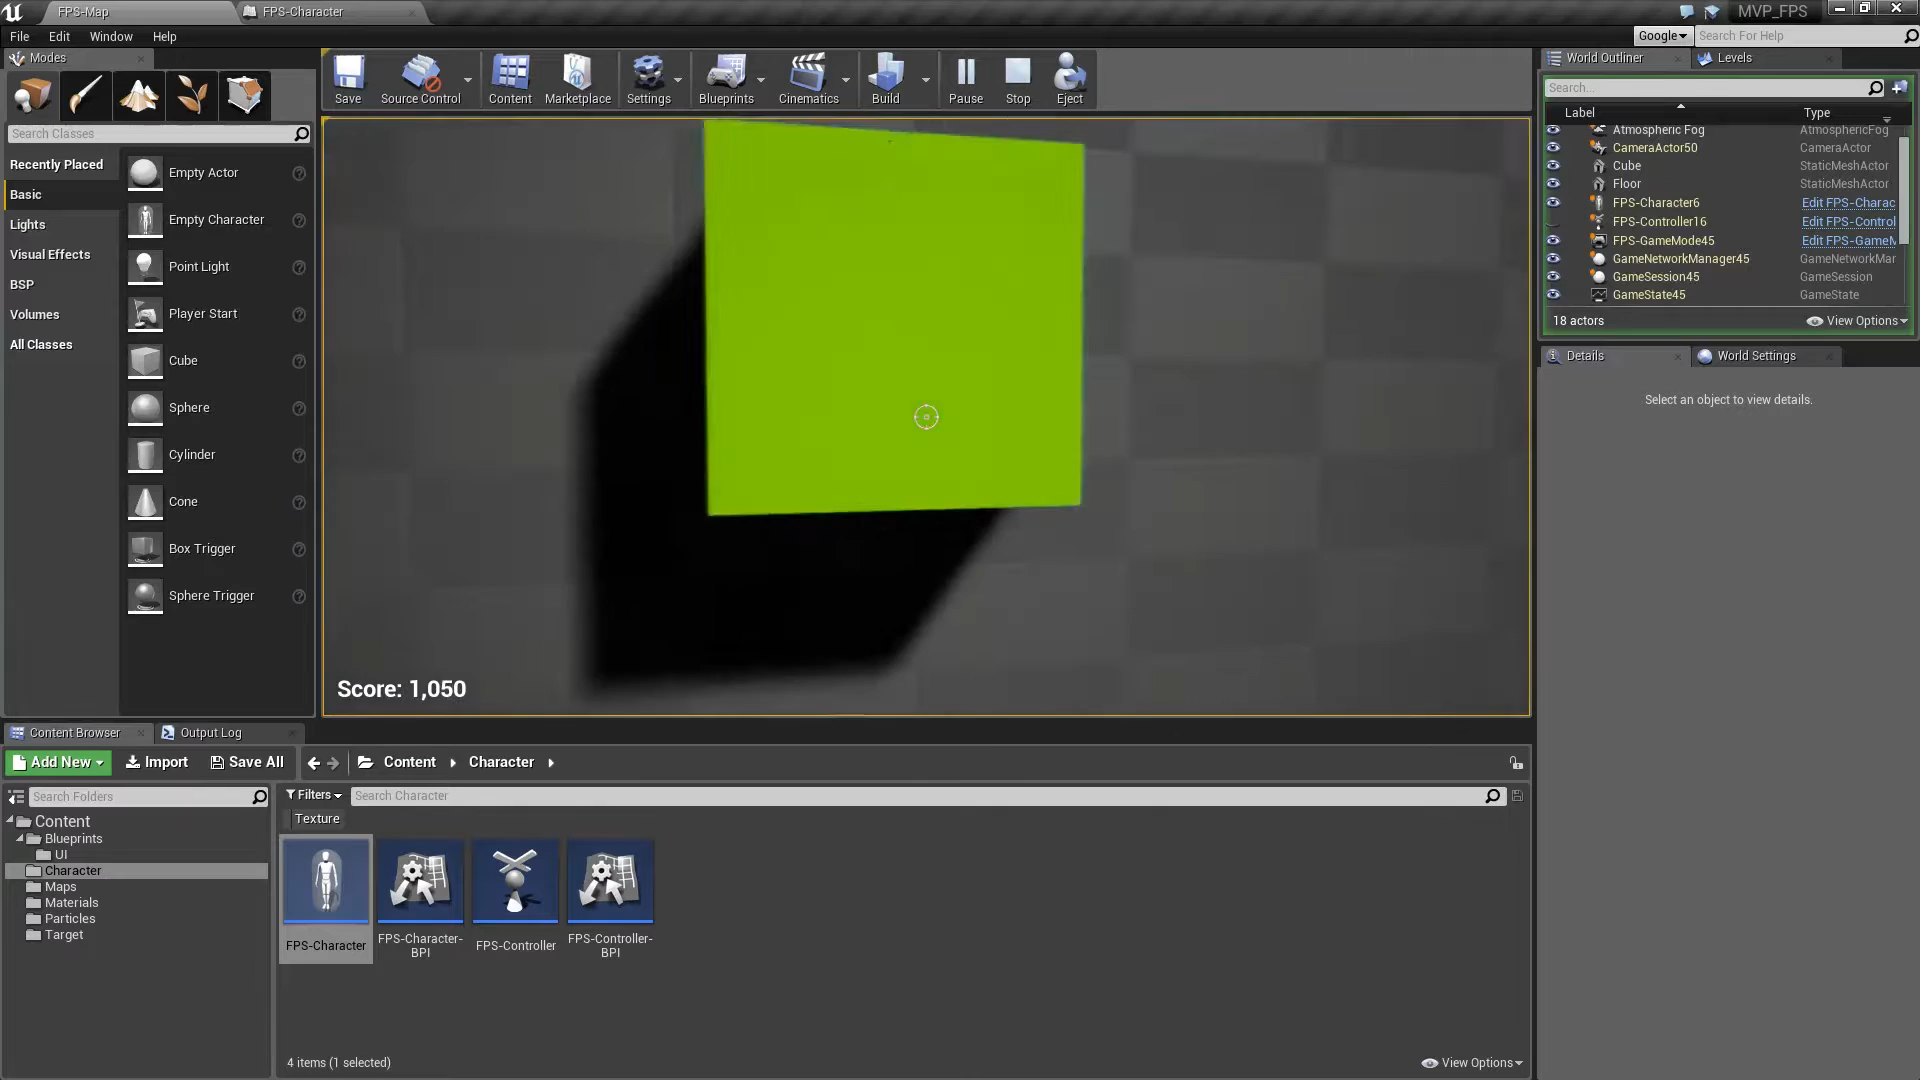 FPS-Map
FPS-Character
MVP_FPS
File Edit Window Help
Google
Search For Help
Modes
Save
Source Control
Content
Marketplace
Settings
Blueprints
Cinematics
Build
Pause
Stop
Eject
World Outliner
Levels
Search...
Label
Type
Search Classes
Recently Placed
Basic
Lights
Visual Effects
BSP
Volumes
All Classes
Empty Actor
Empty Character
Point Light
Player Start
Cube
Sphere
Cylinder
Cone
Box Trigger
Sphere Trigger
Atmospheric Fog AtmosphericFog
CameraActor50 CameraActor
Cube StaticMeshActor
Floor StaticMeshActor
FPS-Character6 Edit FPS-Charac
FPS-Controller16 Edit FPS-Control
FPS-GameMode45 Edit FPS-GameM
GameNetworkManager45 GameNetworkMar
GameSession45 GameSession
GameState45 GameState
18 actors
View Options
Details
World Settings
Select an object to view details.
Score: 1,050
Content Browser
Output Log
Add New
Import
Save All
Content
Character
Search Folders
Filters
Search Character
Texture
Content
Blueprints
UI
Character
Maps
Materials
Particles
Target
FPS-Character
FPS-Character-
BPI
FPS-Controller
FPS-Controller-
BPI
4 items (1 selected)
View Options